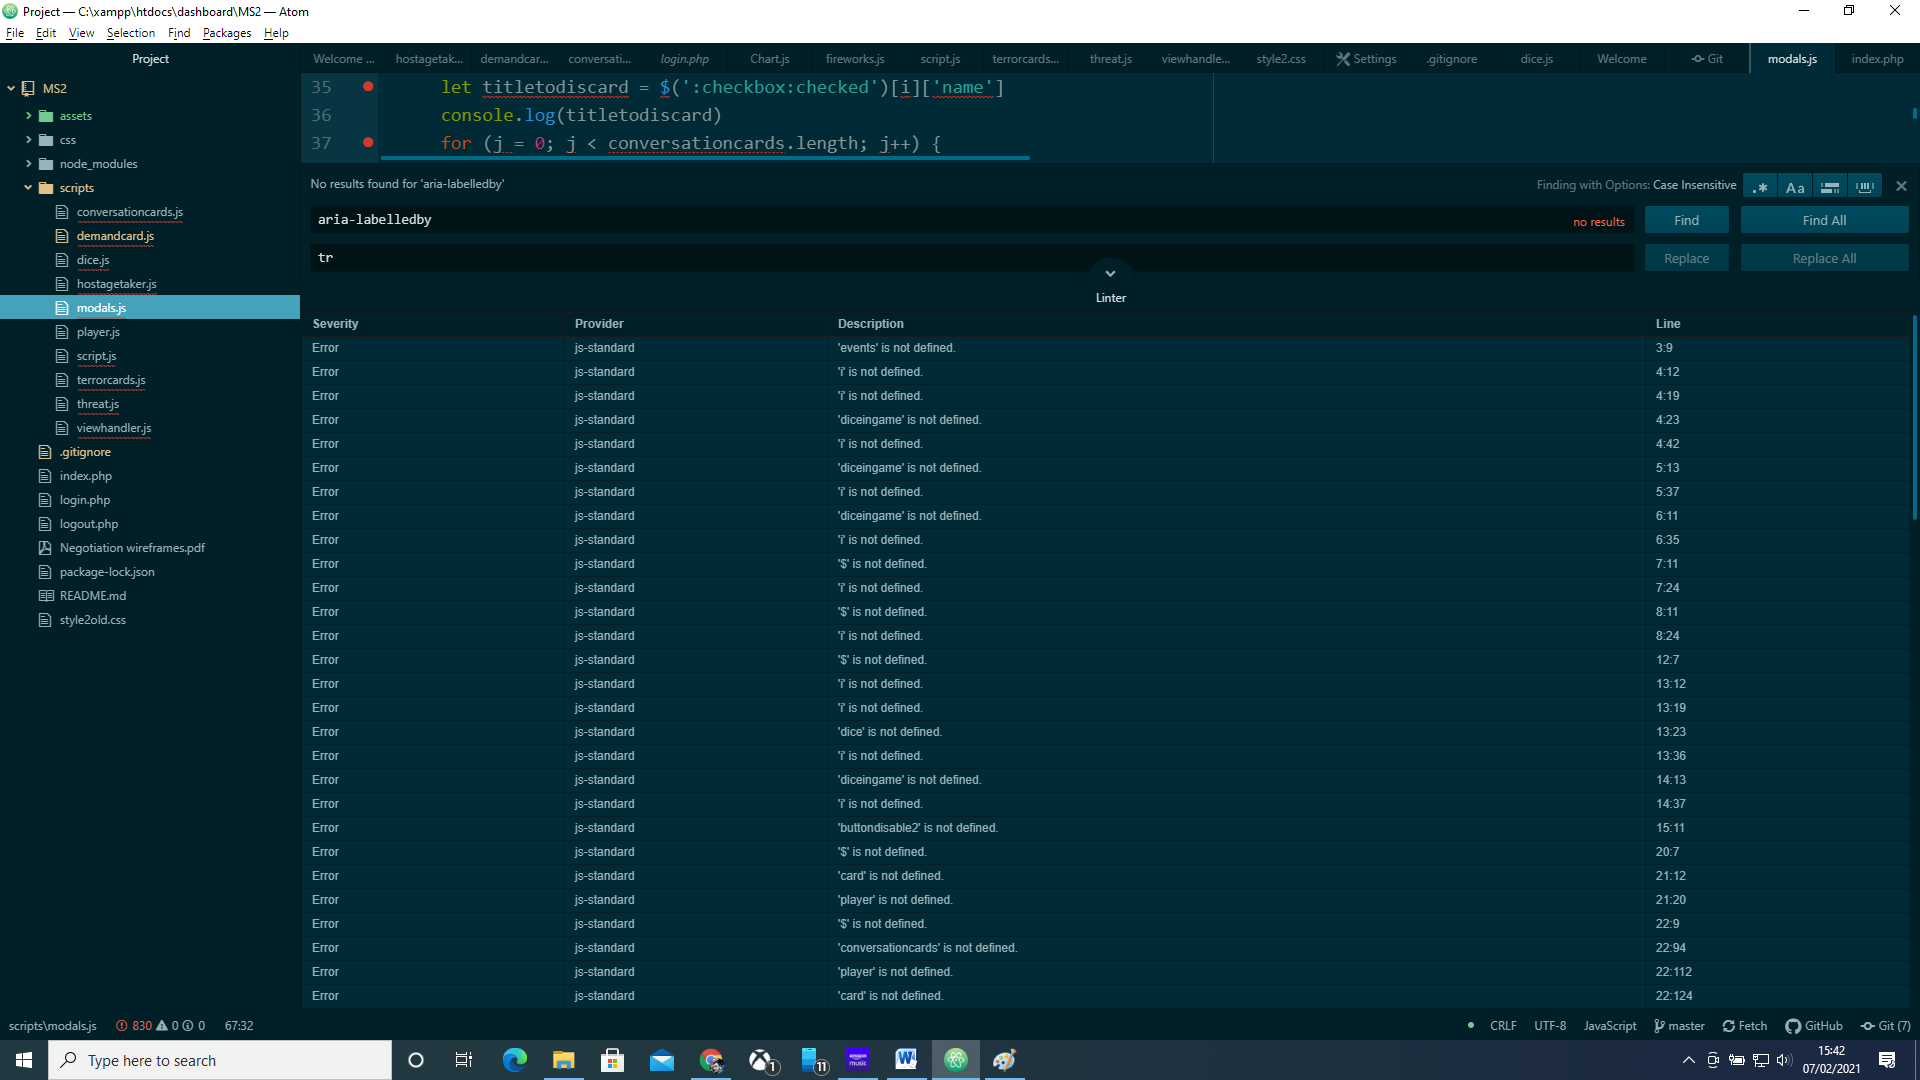 Project — C:\xampp\htdocs\dashboard\MS2 — Atom
File Edit View Selection Find Packages Help
Project
MS2
assets
css
node_modules
scripts
conversationcards.js
demandcard.js
dice.js
hostagetaker.js
modals.js
player.js
script.js
terrorcards.js
threat.js
viewhandler.js
.gitignore
index.php
login.php
logout.php
Negotiation wireframes.pdf
package-lock.json
README.md
style2old.css
Welcome ... hostagetak... demandcar... conversati... login.php Chart.js fireworks.js script.js terrorcards... threat.js viewhandle... style2.css Settings .gitignore dice.js Welcome Git modals.js index.php
35 let titletodiscard = $(':checkbox:checked')[i]['name']
36 console.log(titletodiscard)
37 for (j = 0; j < conversationcards.length; j++) {
No results found for 'aria-labelledby' Finding with Options: Case Insensitive .* Aa
aria-labelledby no results Find Find All
tr Replace Replace All
Linter
Severity Provider Description Line
Error js-standard 'events' is not defined. 3:9
Error js-standard 'i' is not defined. 4:12
Error js-standard 'i' is not defined. 4:19
Error js-standard 'diceingame' is not defined. 4:23
Error js-standard 'i' is not defined. 4:42
Error js-standard 'diceingame' is not defined. 5:13
Error js-standard 'i' is not defined. 5:37
Error js-standard 'diceingame' is not defined. 6:11
Error js-standard 'i' is not defined. 6:35
Error js-standard '$' is not defined. 7:11
Error js-standard 'i' is not defined. 7:24
Error js-standard '$' is not defined. 8:11
Error js-standard 'i' is not defined. 8:24
Error js-standard '$' is not defined. 12:7
Error js-standard 'i' is not defined. 13:12
Error js-standard 'i' is not defined. 13:19
Error js-standard 'dice' is not defined. 13:23
Error js-standard 'i' is not defined. 13:36
Error js-standard 'diceingame' is not defined. 14:13
Error js-standard 'i' is not defined. 14:37
Error js-standard 'buttondisable2' is not defined. 15:11
Error js-standard '$' is not defined. 20:7
Error js-standard 'card' is not defined. 21:12
Error js-standard 'player' is not defined. 21:20
Error js-standard '$' is not defined. 22:9
Error js-standard 'conversationcards' is not defined. 22:94
Error js-standard 'player' is not defined. 22:112
Error js-standard 'card' is not defined. 22:124
scripts\modals.js 830 0 0 67:32 CRLF UTF-8 JavaScript master Fetch GitHub Git (7)
Type here to search 1 11 amazon music 15:42
07/02/2021